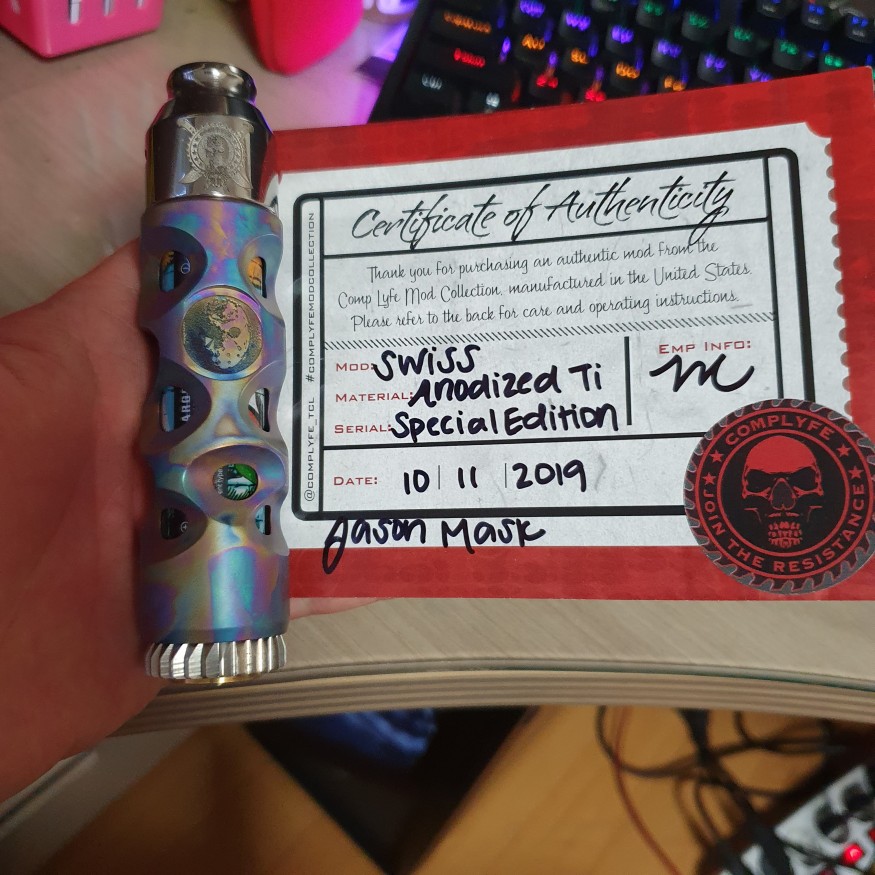 Certificate of Authenticity
Thank you for purchasing an authentic mod from the
Comp Lyfe Mod Collection, manufactured in the United States.
Please refer to the back for care and operating instructions.
MOD: Swiss
MATERIAL: Anodized Ti
SERIAL: Special Edition
EMP INFO:
DATE: 10 | 11 | 2019
Jason Mask
@COMPLYFE_TCL #COMPLYFEMODCOLLECTION
COMPLYFE
JOIN THE RESISTANCE